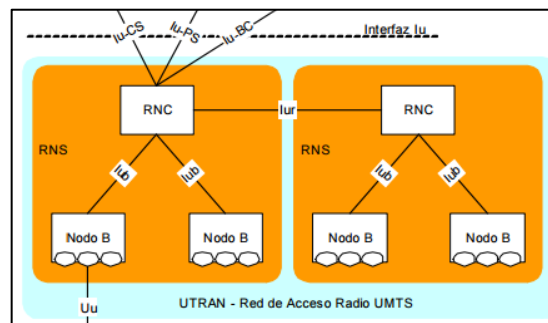 Iu-CS
Iu-PS
Iu-BC
Interfaz Iu
RNC
Iur
RNC
RNS
RNS
Iub
Iub
Iub
Iub
Nodo B
Nodo B
Nodo B
Nodo B
Uu
UTRAN - Red de Acceso Radio UMTS